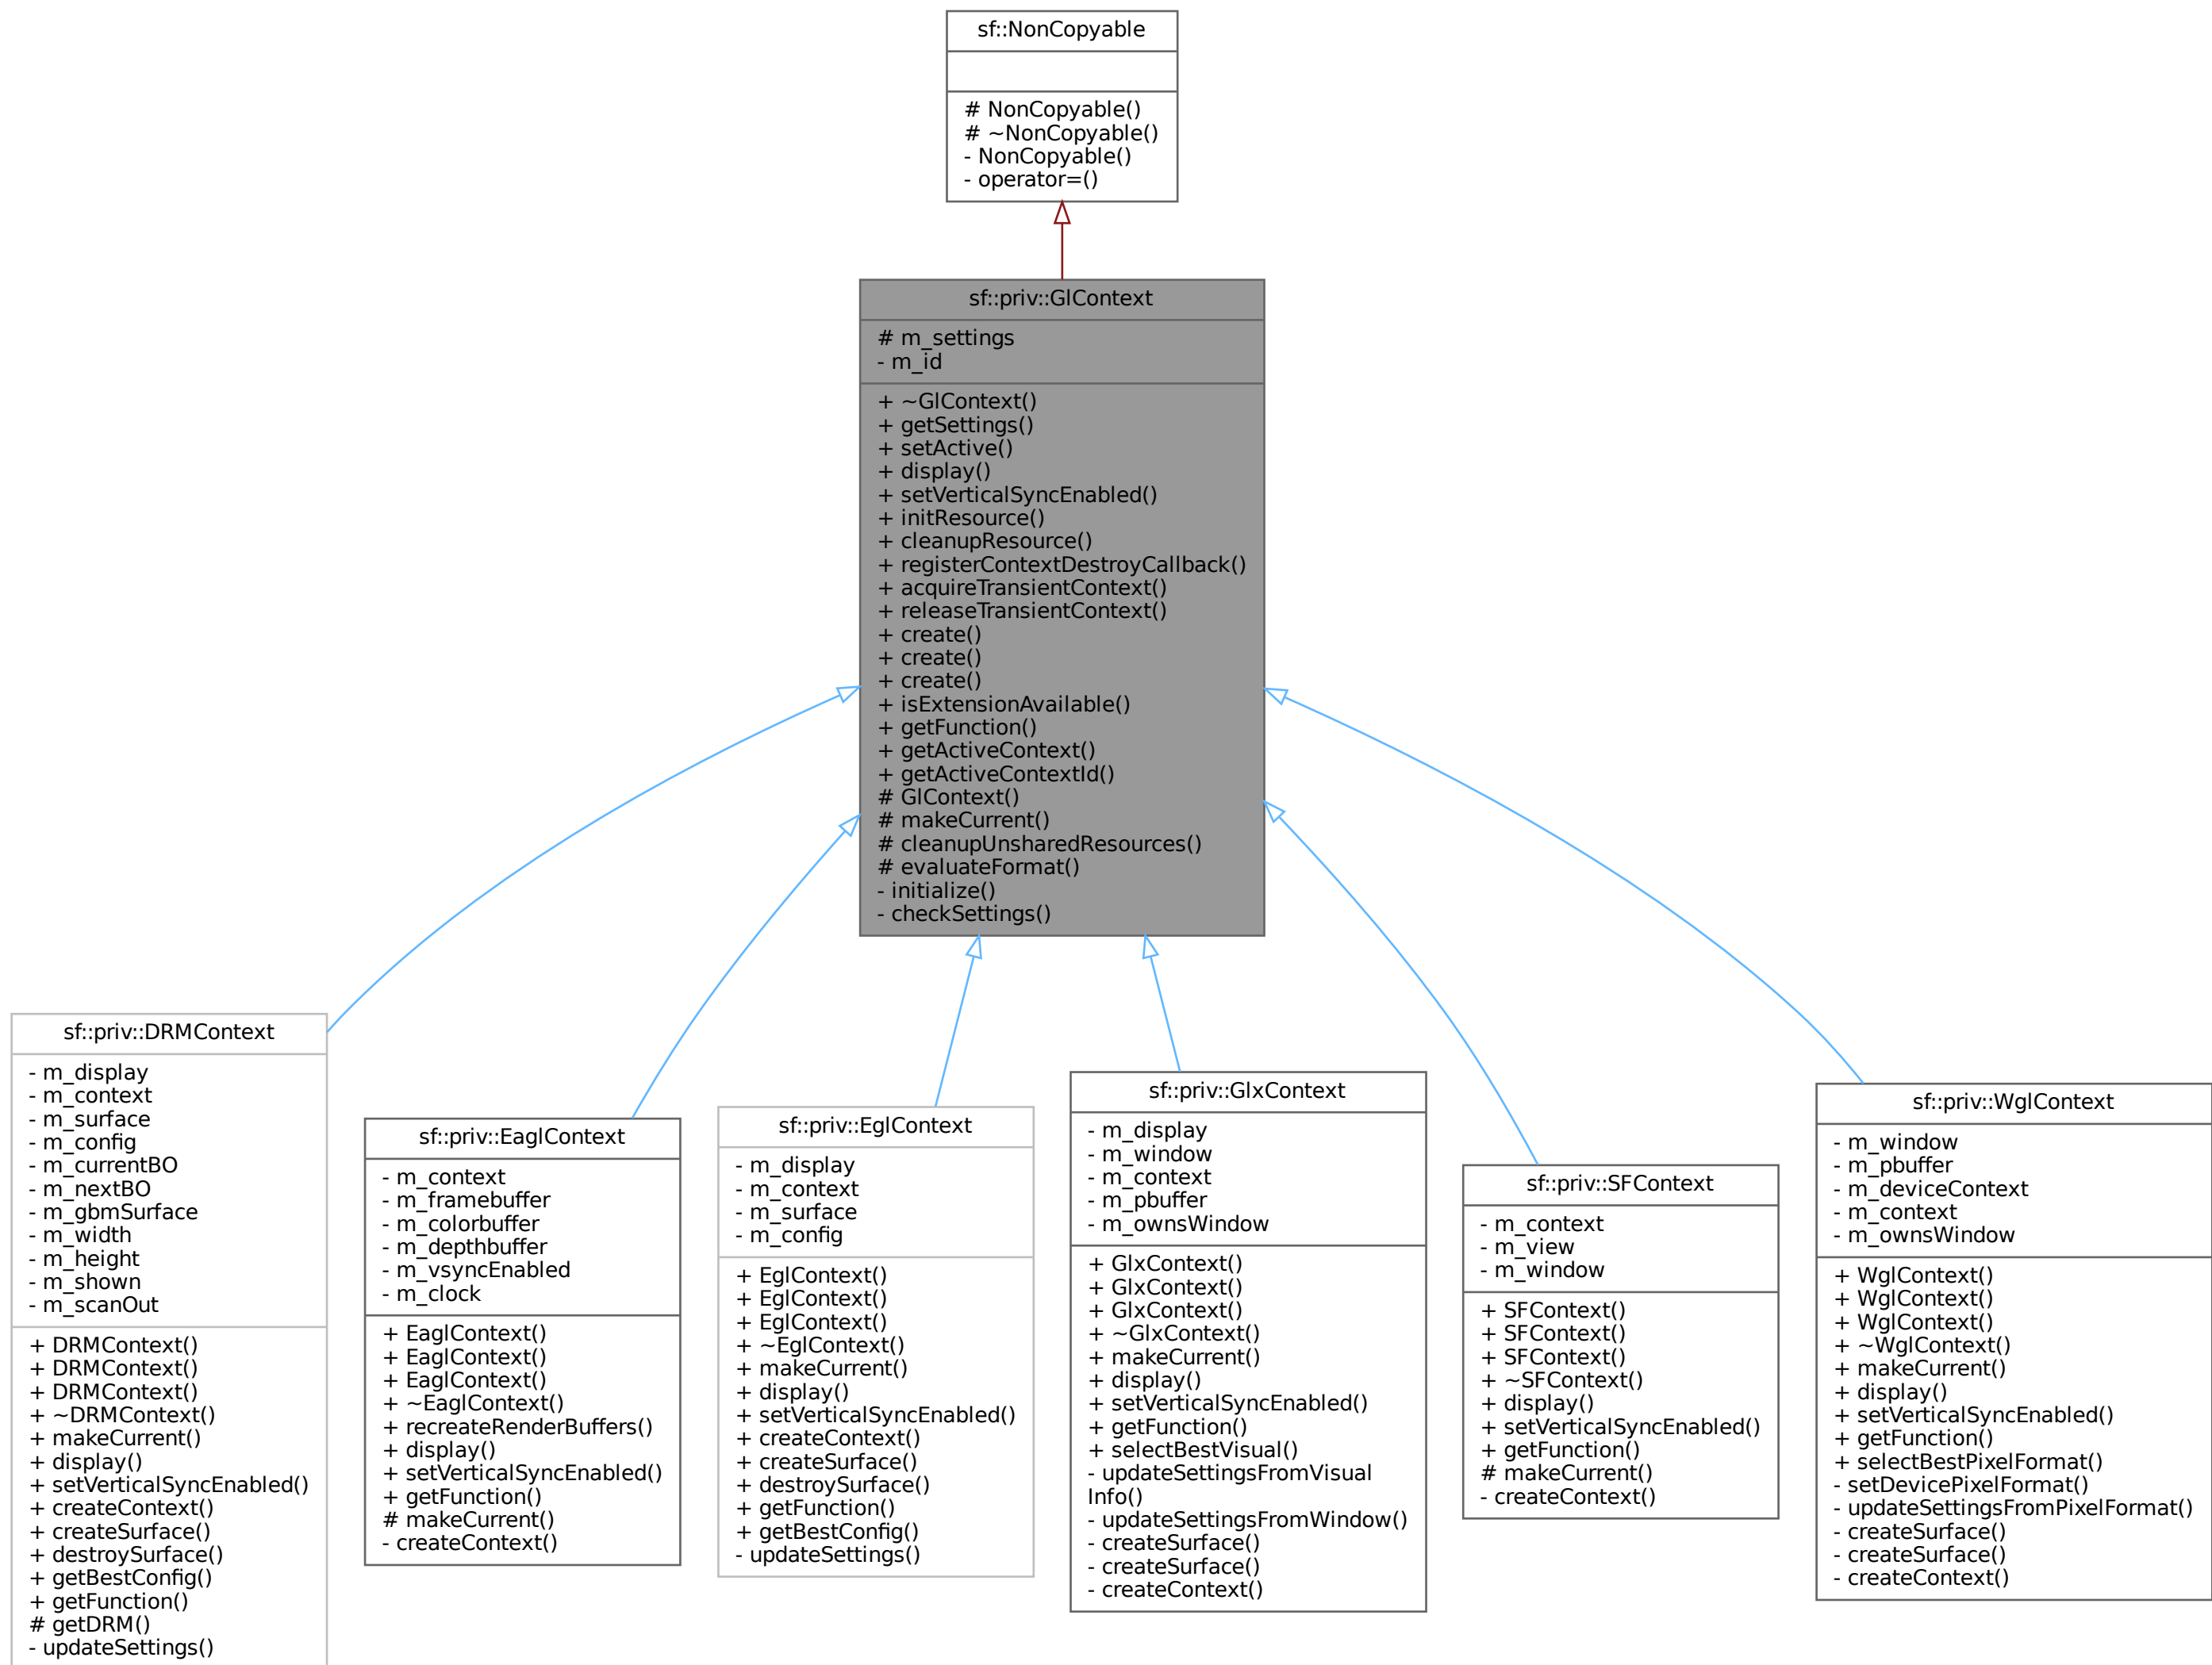 sf::NonCopyable
# NonCopyable()
# ~NonCopyable()
- NonCopyable()
- operator=()
sf::priv::GlContext
# m_settings
- m_id
+ ~GlContext()
+ getSettings()
+ setActive()
+ display()
+ setVerticalSyncEnabled()
+ initResource()
+ cleanupResource()
+ registerContextDestroyCallback()
+ acquireTransientContext()
+ releaseTransientContext()
+ create()
+ create()
+ create()
+ isExtensionAvailable()
+ getFunction()
+ getActiveContext()
+ getActiveContextId()
# GlContext()
# makeCurrent()
# cleanupUnsharedResources()
# evaluateFormat()
- initialize()
- checkSettings()
sf::priv::DRMContext
- m_display
- m_context
- m_surface
- m_config
- m_currentBO
- m_nextBO
- m_gbmSurface
- m_width
- m_height
- m_shown
- m_scanOut
+ DRMContext()
+ DRMContext()
+ DRMContext()
+ ~DRMContext()
+ makeCurrent()
+ display()
+ setVerticalSyncEnabled()
+ createContext()
+ createSurface()
+ destroySurface()
+ getBestConfig()
+ getFunction()
# getDRM()
- updateSettings()
sf::priv::EaglContext
- m_context
- m_framebuffer
- m_colorbuffer
- m_depthbuffer
- m_vsyncEnabled
- m_clock
+ EaglContext()
+ EaglContext()
+ EaglContext()
+ ~EaglContext()
+ recreateRenderBuffers()
+ display()
+ setVerticalSyncEnabled()
+ getFunction()
# makeCurrent()
- createContext()
sf::priv::EglContext
- m_display
- m_context
- m_surface
- m_config
+ EglContext()
+ EglContext()
+ EglContext()
+ ~EglContext()
+ makeCurrent()
+ display()
+ setVerticalSyncEnabled()
+ createContext()
+ createSurface()
+ destroySurface()
+ getFunction()
+ getBestConfig()
- updateSettings()
sf::priv::GlxContext
- m_display
- m_window
- m_context
- m_pbuffer
- m_ownsWindow
+ GlxContext()
+ GlxContext()
+ GlxContext()
+ ~GlxContext()
+ makeCurrent()
+ display()
+ setVerticalSyncEnabled()
+ getFunction()
+ selectBestVisual()
- updateSettingsFromVisual
Info()
- updateSettingsFromWindow()
- createSurface()
- createSurface()
- createContext()
sf::priv::SFContext
- m_context
- m_view
- m_window
+ SFContext()
+ SFContext()
+ SFContext()
+ ~SFContext()
+ display()
+ setVerticalSyncEnabled()
+ getFunction()
# makeCurrent()
- createContext()
sf::priv::WglContext
- m_window
- m_pbuffer
- m_deviceContext
- m_context
- m_ownsWindow
+ WglContext()
+ WglContext()
+ WglContext()
+ ~WglContext()
+ makeCurrent()
+ display()
+ setVerticalSyncEnabled()
+ getFunction()
+ selectBestPixelFormat()
- setDevicePixelFormat()
- updateSettingsFromPixelFormat()
- createSurface()
- createSurface()
- createContext()